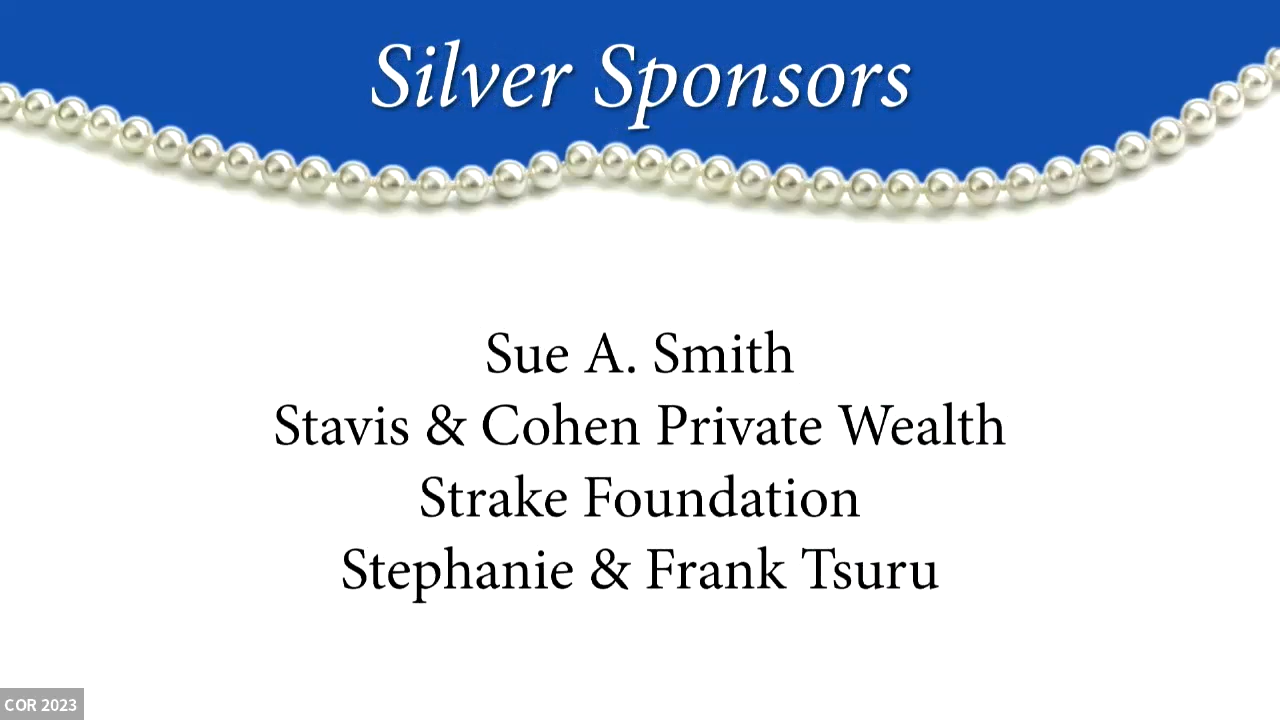 Silver Sponsors
Sue A. Smith
Stavis & Cohen Private Wealth
Strake Foundation
Stephanie & Frank Tsuru
COR 2023